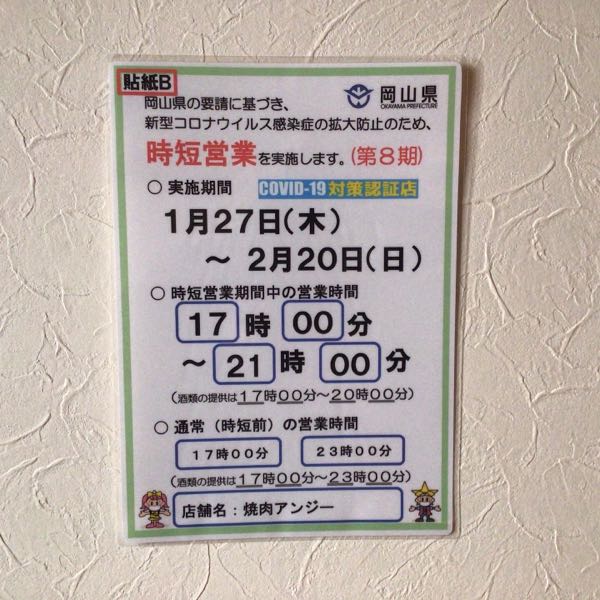 貼紙B
岡山県
OKAYAMA PREFECTURE
岡山県の要請に基づき、
新型コロナウイルス感染症の拡大防止のため、
時短営業を実施します。(第8期)
○ 実施期間 COVID-19対策認証店
1月27日(木)
～ 2月20日(日)
○ 時短営業期間中の営業時間
17時00分
～21時00分
(酒類の提供は17時00分～20時00分)
○ 通常（時短前）の営業時間
17時00分 23時00分
(酒類の提供は17時00分～23時00分)
店舗名：焼肉アンジー